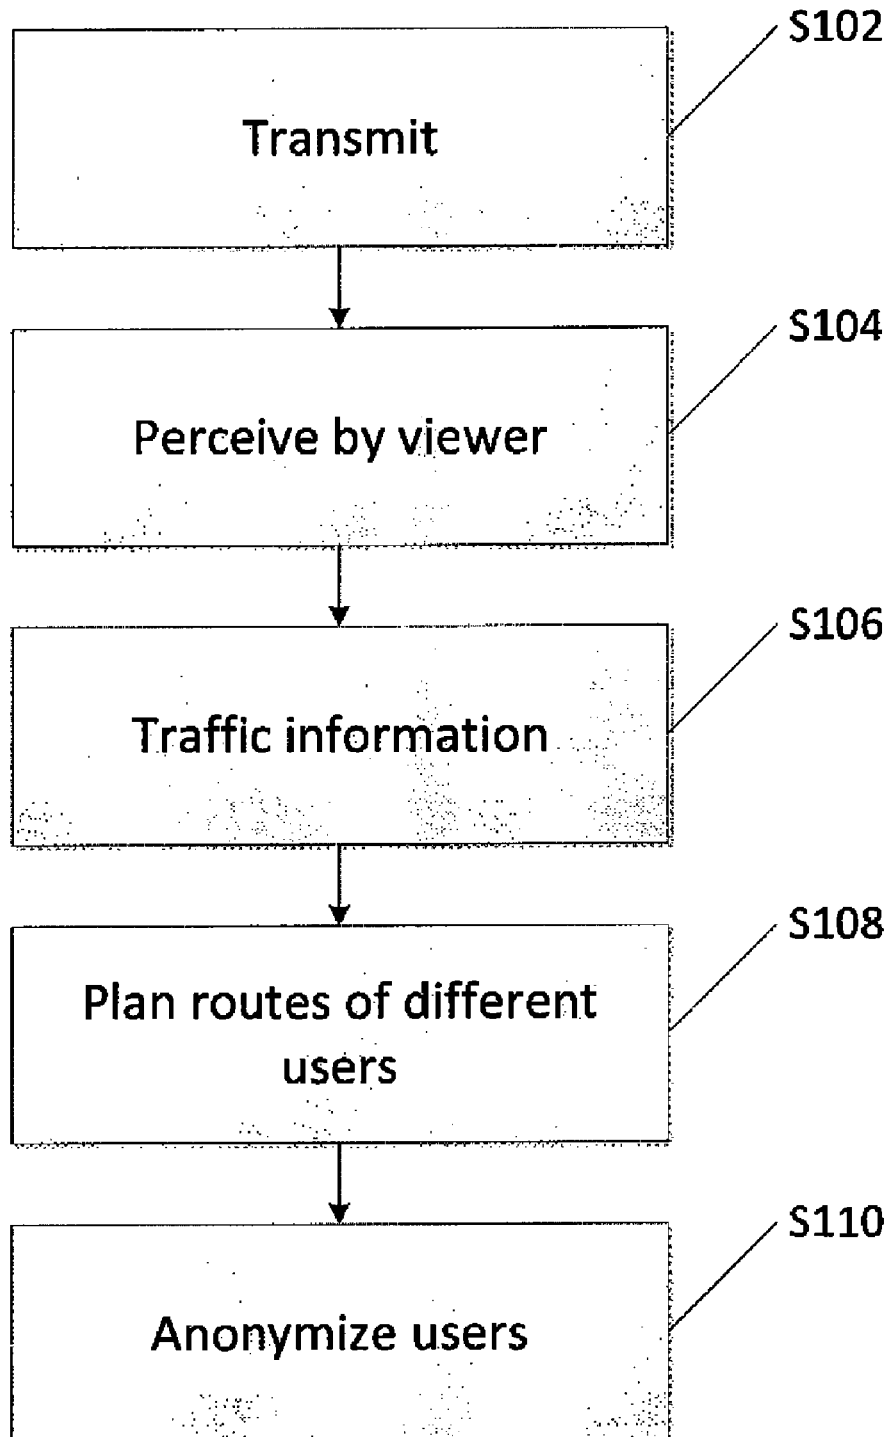 S102
Transmit
S104
Perceive by viewer
S106
Traffic information
S108
Plan routes of different
users
S110
Anonymize users